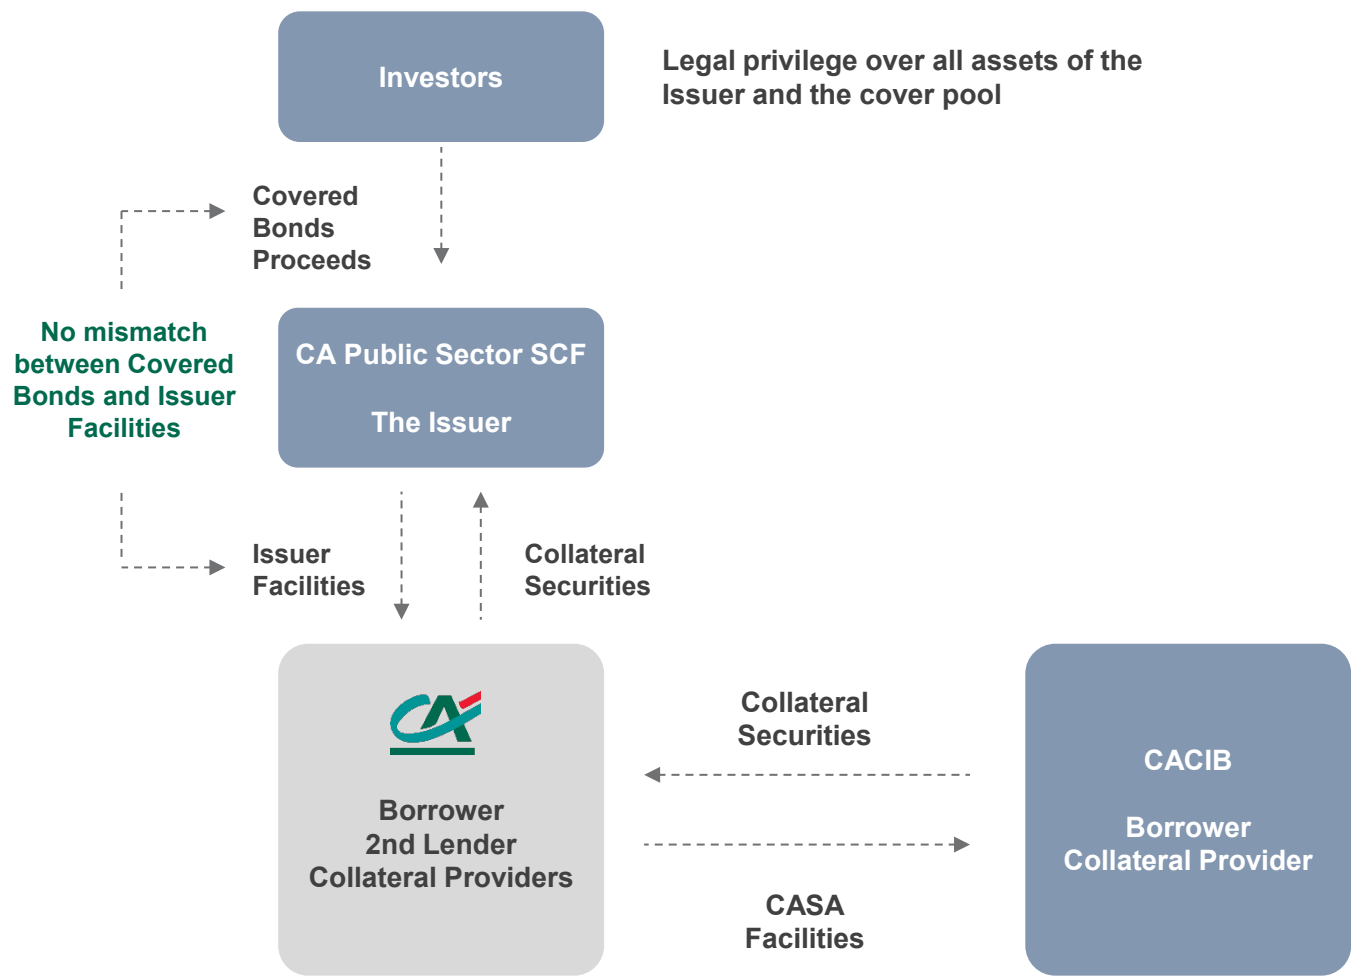 Investors
Legal privilege over all assets of the
Issuer and the cover pool
Covered
Bonds
Proceeds
No mismatch
between Covered
Bonds and Issuer
Facilities
CA Public Sector SCF
The Issuer
Issuer
Facilities
Collateral
Securities
CA
Borrower
2nd Lender
Collateral Providers
Collateral
Securities
CASA
Facilities
CACIB
Borrower
Collateral Provider